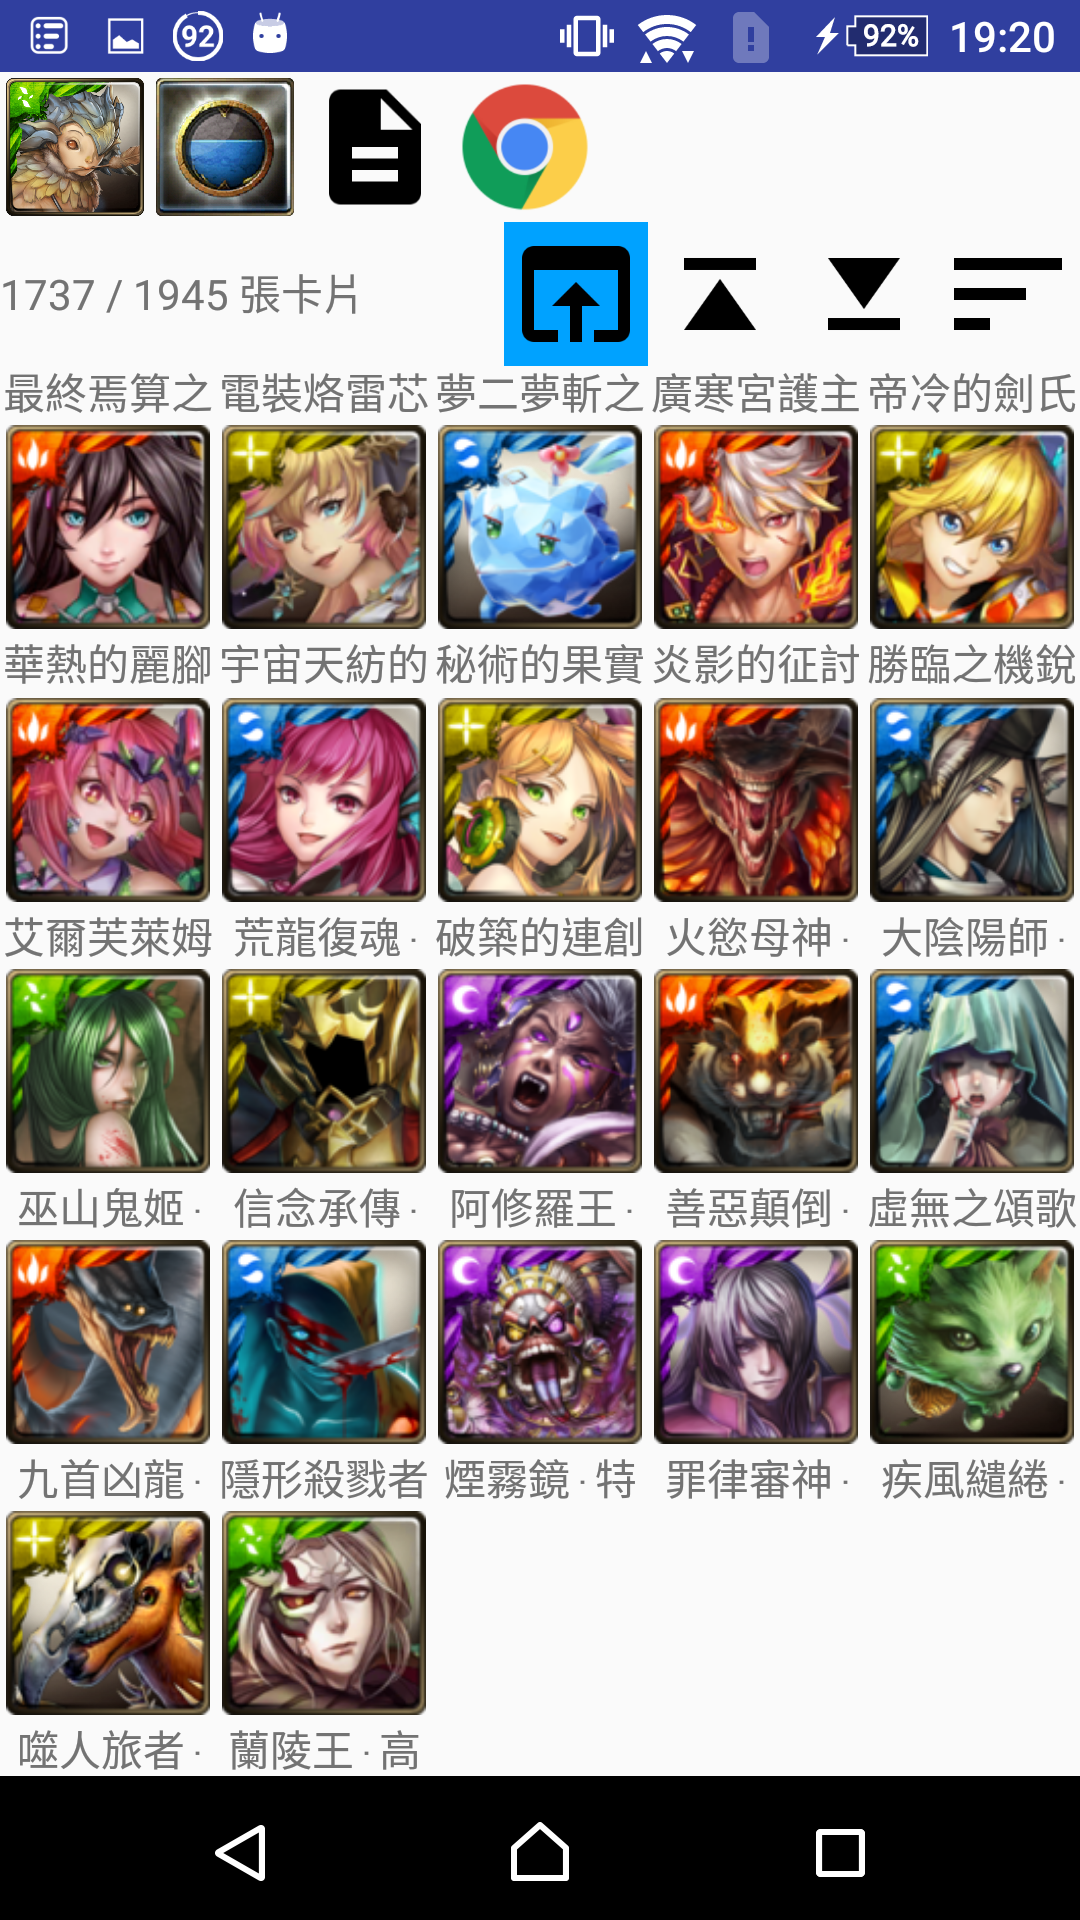 92 92% 19:20
1737 / 1945 張卡片
最終焉算之 電裝烙雷芯 夢二夢斬之 廣寒宮護主 帝冷的劍氏
華熱的麗腳 宇宙天紡的 秘術的果實 炎影的征討 勝臨之機銳
艾爾芙萊姆 荒龍復魂 · 破築的連創 火慾母神 · 大陰陽師 ·
巫山鬼姬 · 信念承傳 · 阿修羅王 · 善惡顛倒 · 虛無之頌歌
九首凶龍 · 隱形殺戮者 煙霧鏡 · 特 罪律審神 · 疾風繾綣 ·
噬人旅者 · 蘭陵王 · 高